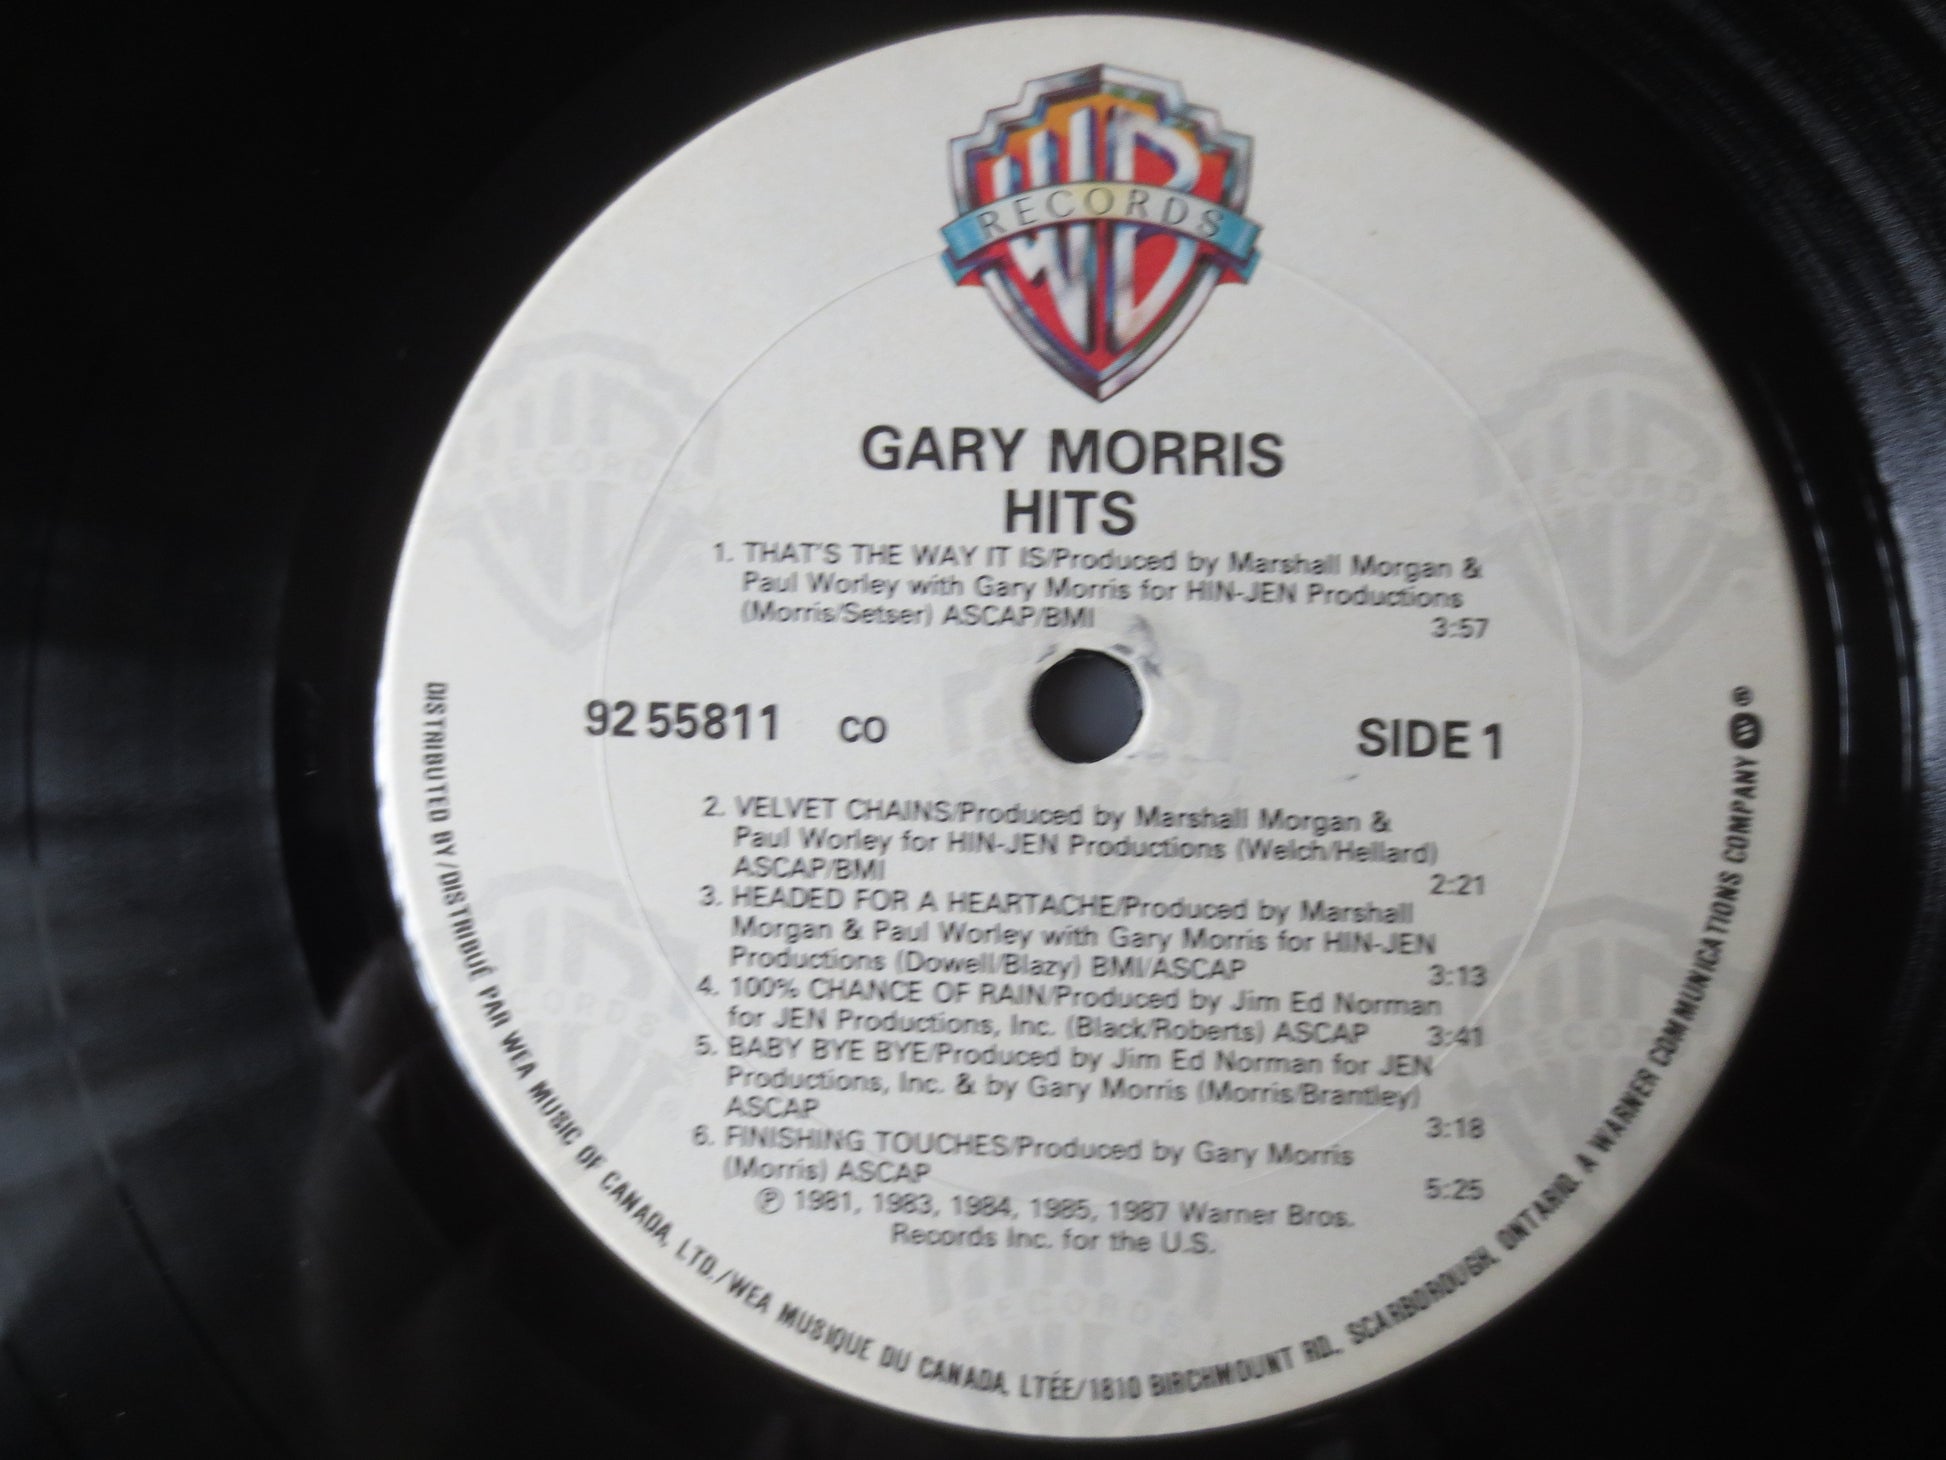 WB
RECORDS
GARY MORRIS
HITS
1. THAT'S THE WAY IT IS/Produced by Marshall Morgan &
Paul Worley with Gary Morris for HIN-JEN Productions
(Morris/Setser) ASCAP/BMI 3:57
92 55811 CO SIDE 1
2. VELVET CHAINS/Produced by Marshall Morgan &
Paul Worley for HIN-JEN Productions (Welch/Hellard)
ASCAP/BMI 2:21
3. HEADED FOR A HEARTACHE/Produced by Marshall
Morgan & Paul Worley with Gary Morris for HIN-JEN
Productions (Dowell/Blazy) BMI/ASCAP 3:13
4. 100% CHANCE OF RAIN/Produced by Jim Ed Norman
for JEN Productions, Inc. (Black/Roberts) ASCAP 3:41
5. BABY BYE BYE/Produced by Jim Ed Norman for JEN
Productions, Inc. & by Gary Morris (Morris/Brantley)
ASCAP 3:18
6. FINISHING TOUCHES/Produced by Gary Morris
(Morris) ASCAP 5:25
℗ 1981, 1983, 1984, 1985, 1987 Warner Bros.
Records Inc. for the U.S.
DISTRIBUTED BY/DISTRIBUÉ PAR WEA MUSIC OF CANADA, LTD./WEA MUSIQUE DU CANADA, LTÉE/1810 BIRCHMOUNT RD., SCARBOROUGH, ONTARIO. A WARNER COMMUNICATIONS COMPANY ®